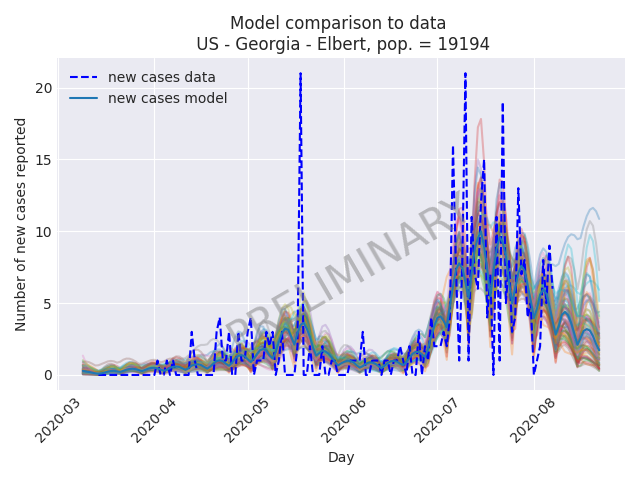 Model comparison to data
US - Georgia - Elbert, pop. = 19194
new cases data
new cases model
Number of new cases reported
20
15
10
5
0
PRELIMINARY
2020-03
2020-04
2020-05
2020-06
2020-07
2020-08
Day